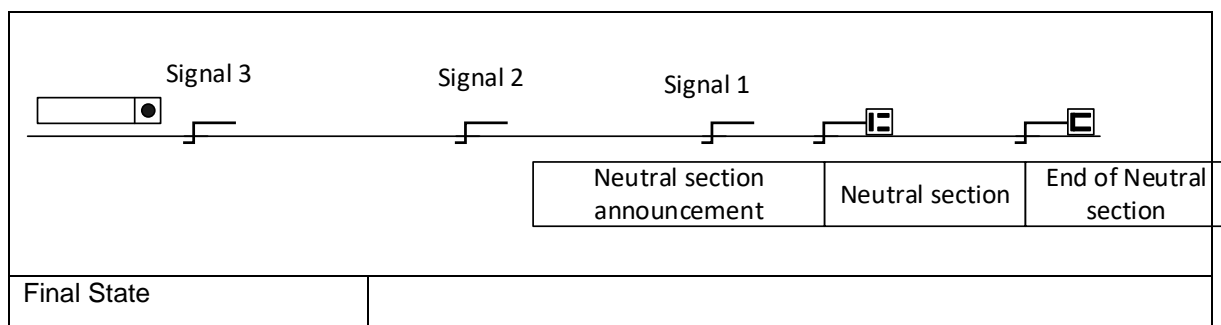 Signal 3
Signal 2
Signal 1
Neutral section
announcement
Neutral section
End of Neutral
section
Final State